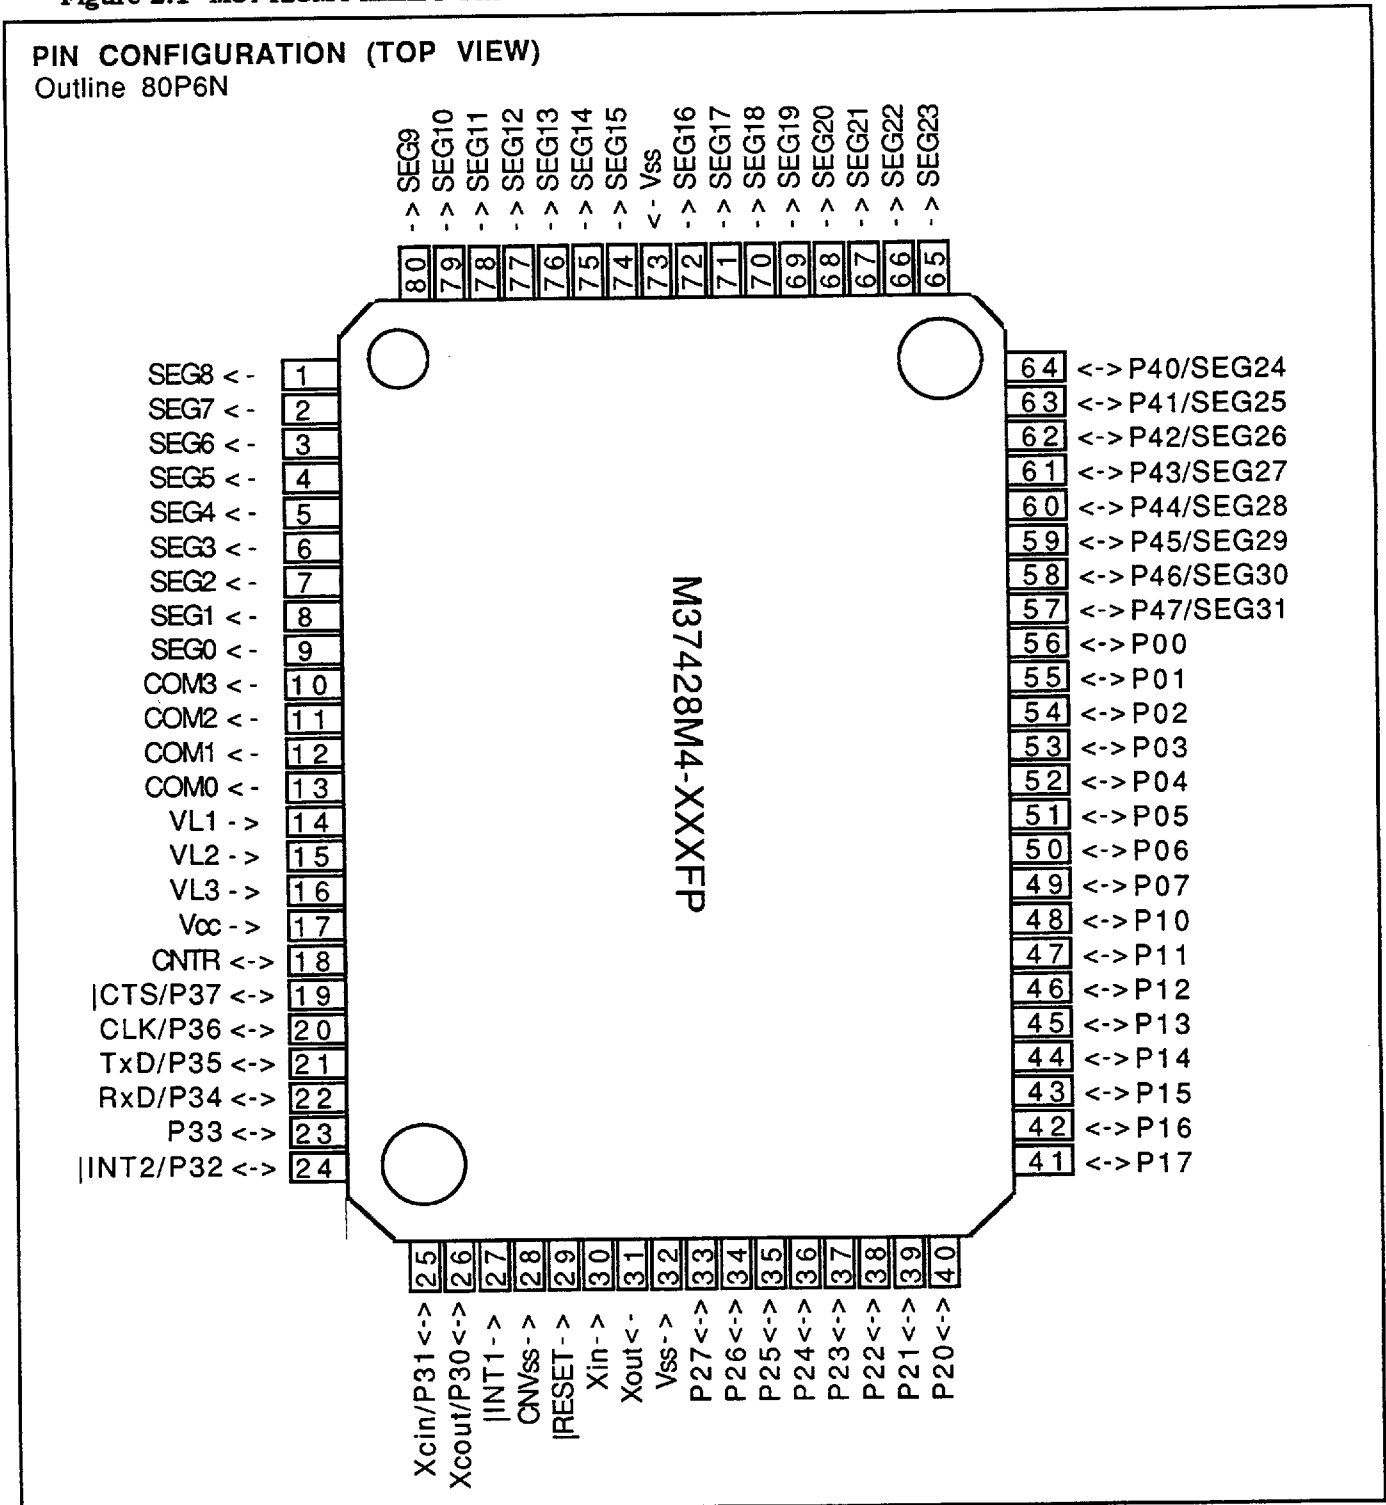 Figure 2.1
PIN CONFIGURATION (TOP VIEW)
Outline 80P6N
-> SEG9
-> SEG10
-> SEG11
-> SEG12
-> SEG13
-> SEG14
-> SEG15
<- Vss
-> SEG16
-> SEG17
-> SEG18
-> SEG19
-> SEG20
-> SEG21
-> SEG22
-> SEG23
80 79 78 77 76 75 74 73 72 71 70 69 68 67 66 65
SEG8 <- 1
SEG7 <- 2
SEG6 <- 3
SEG5 <- 4
SEG4 <- 5
SEG3 <- 6
SEG2 <- 7
SEG1 <- 8
SEG0 <- 9
COM3 <- 10
COM2 <- 11
COM1 <- 12
COM0 <- 13
VL1 -> 14
VL2 -> 15
VL3 -> 16
Vcc -> 17
CNTR <-> 18
|CTS/P37 <-> 19
CLK/P36 <-> 20
TxD/P35 <-> 21
RxD/P34 <-> 22
P33 <-> 23
|INT2/P32 <-> 24
M37428M4-XXXFP
64 <-> P40/SEG24
63 <-> P41/SEG25
62 <-> P42/SEG26
61 <-> P43/SEG27
60 <-> P44/SEG28
59 <-> P45/SEG29
58 <-> P46/SEG30
57 <-> P47/SEG31
56 <-> P00
55 <-> P01
54 <-> P02
53 <-> P03
52 <-> P04
51 <-> P05
50 <-> P06
49 <-> P07
48 <-> P10
47 <-> P11
46 <-> P12
45 <-> P13
44 <-> P14
43 <-> P15
42 <-> P16
41 <-> P17
25 26 27 28 29 30 31 32 33 34 35 36 37 38 39 40
Xcin/P31 <->
Xcout/P30 <->
|INT1 ->
CNVss ->
|RESET ->
Xin ->
Xout <-
Vss ->
P27 <->
P26 <->
P25 <->
P24 <->
P23 <->
P22 <->
P21 <->
P20 <->